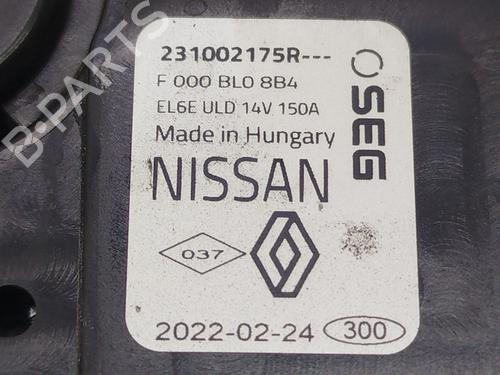 231002175R---
F 000 BL0 8B4
EL6E ULD 14V 150A
Made in Hungary
NISSAN
037
2022-02-24 300
SEG
B-PARTS